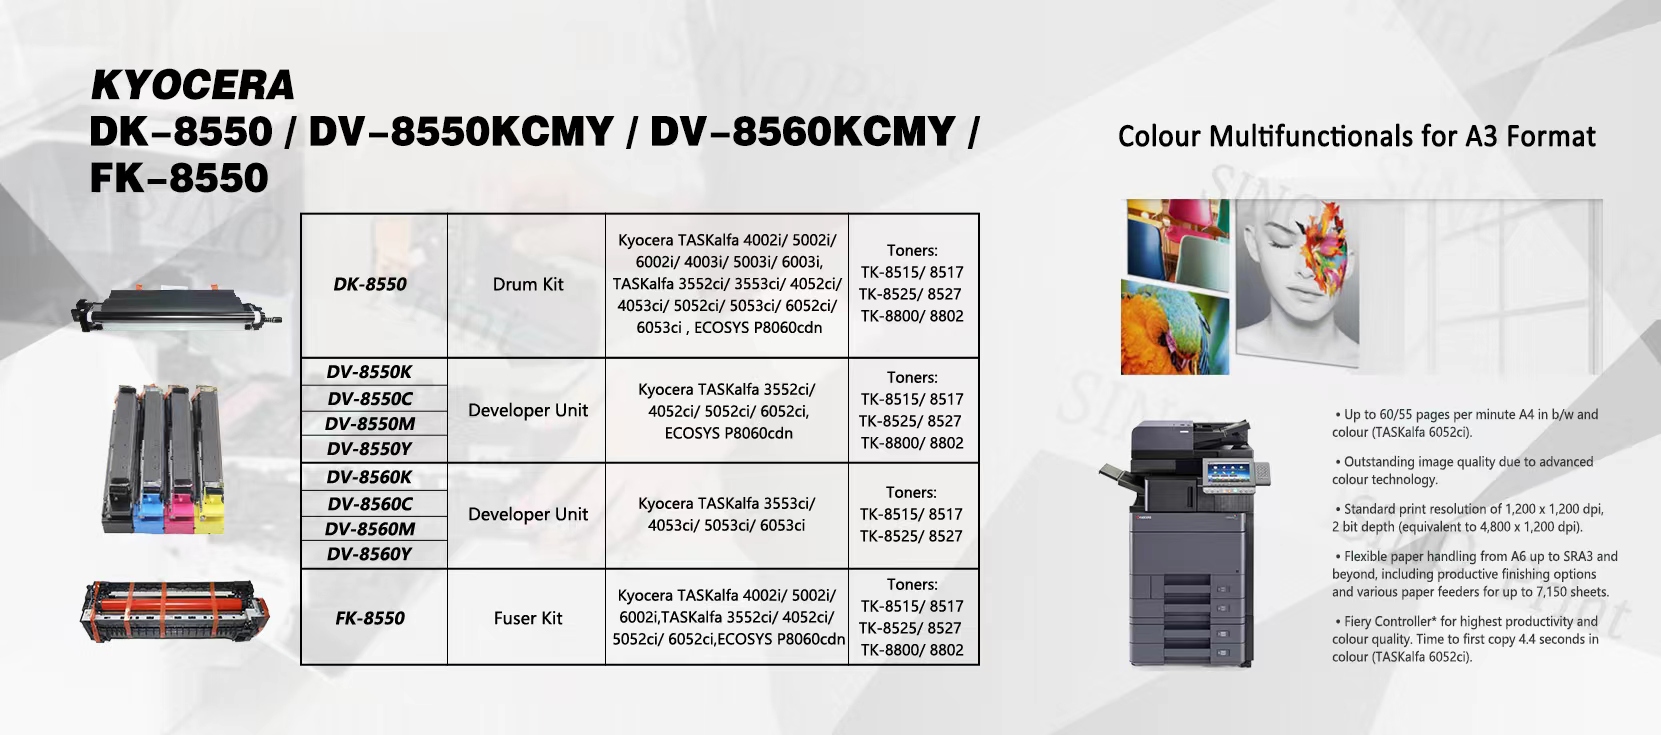 KYOCERA
DK-8550 / DV-8550KCMY / DV-8560KCMY /
FK-8550
DK-8550
Drum Kit
Kyocera TASKalfa 4002i/ 5002i/
6002i/ 4003i/ 5003i/ 6003i,
TASKalfa 3552ci/ 3553ci/ 4052ci/
4053ci/ 5052ci/ 5053ci/ 6052ci/
6053ci , ECOSYS P8060cdn
Toners:
TK-8515/ 8517
TK-8525/ 8527
TK-8800/ 8802
DV-8550K
DV-8550C
DV-8550M
DV-8550Y
Developer Unit
Kyocera TASKalfa 3552ci/
4052ci/ 5052ci/ 6052ci,
ECOSYS P8060cdn
Toners:
TK-8515/ 8517
TK-8525/ 8527
TK-8800/ 8802
DV-8560K
DV-8560C
DV-8560M
DV-8560Y
Developer Unit
Kyocera TASKalfa 3553ci/
4053ci/ 5053ci/ 6053ci
Toners:
TK-8515/ 8517
TK-8525/ 8527
FK-8550
Fuser Kit
Kyocera TASKalfa 4002i/ 5002i/
6002i,TASKalfa 3552ci/ 4052ci/
5052ci/ 6052ci,ECOSYS P8060cdn
Toners:
TK-8515/ 8517
TK-8525/ 8527
TK-8800/ 8802
Colour Multifunctionals for A3 Format
• Up to 60/55 pages per minute A4 in b/w and
colour (TASKalfa 6052ci).
• Outstanding image quality due to advanced
colour technology.
• Standard print resolution of 1,200 x 1,200 dpi,
2 bit depth (equivalent to 4,800 x 1,200 dpi).
• Flexible paper handling from A6 up to SRA3 and
beyond, including productive finishing options
and various paper feeders for up to 7,150 sheets.
• Fiery Controller* for highest productivity and
colour quality. Time to first copy 4.4 seconds in
colour (TASKalfa 6052ci).